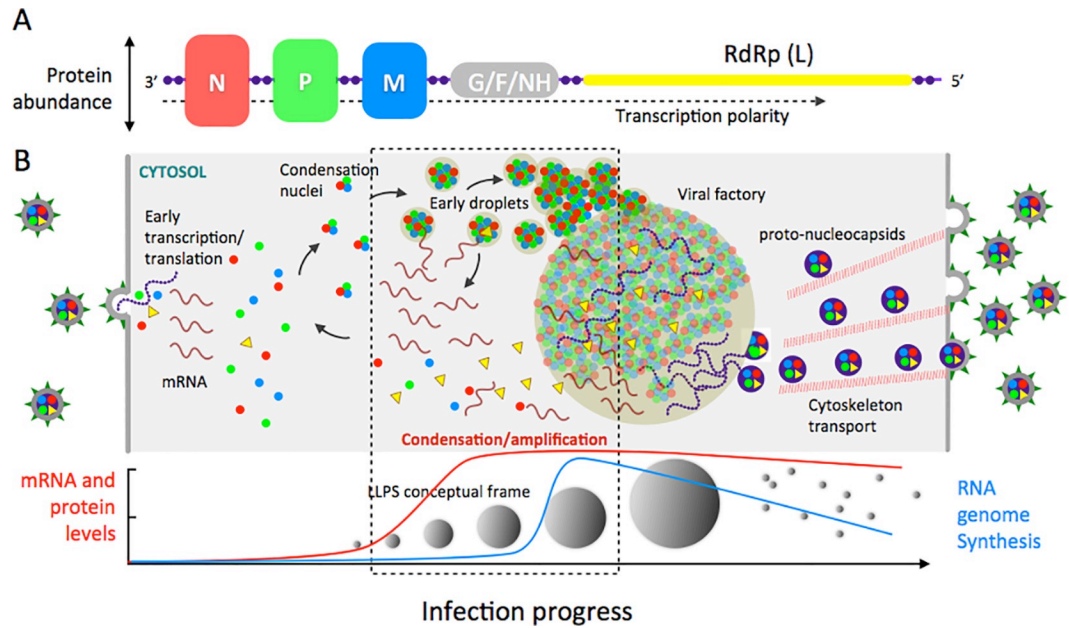 A
Protein
abundance
3′
N
P
M
G/F/NH
RdRp (L)
5′
Transcription polarity
B
CYTOSOL
Condensation
nuclei
Early
transcription/
translation
mRNA
Early droplets
Viral factory
proto-nucleocapsids
Cytoskeleton
transport
Condensation/amplification
mRNA and
protein
levels
LLPS conceptual frame
RNA
genome
Synthesis
Infection progress